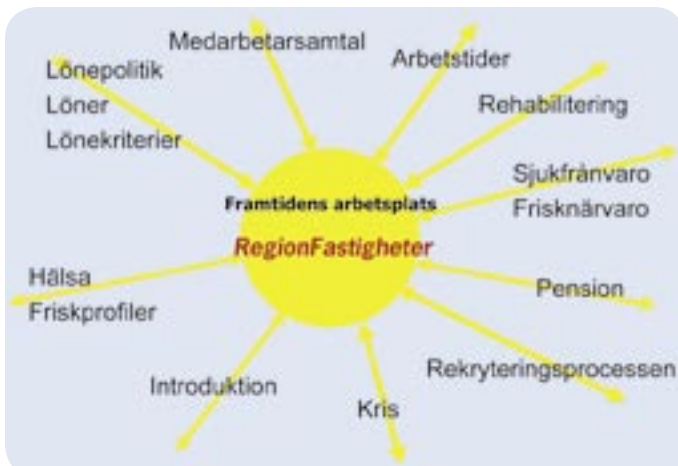 Medarbetarsamtal
Arbetstider
Lönepolitik
Löner
Lönekriterier
Rehabilitering
Sjukfrånvaro
Frisknärvaro
Framtidens arbetsplats
RegionFastigheter
Hälsa
Friskprofiler
Pension
Rekryteringsprocessen
Introduktion
Kris